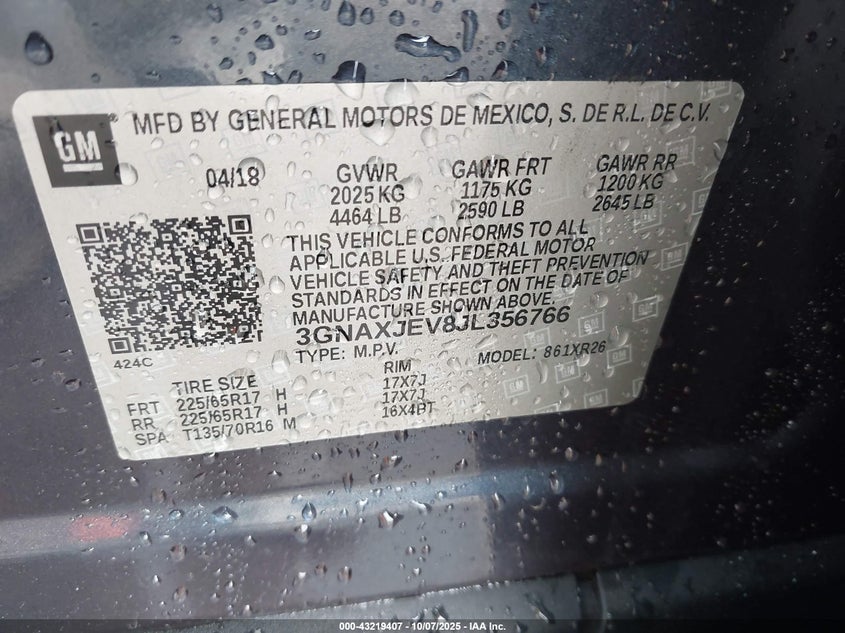 GM
MFD BY GENERAL MOTORS DE MEXICO, S. DE R.L. DE C.V.
04/18 GVWR GAWR FRT GAWR RR
2025 KG 1175 KG 1200 KG
4464 LB 2590 LB 2645 LB
THIS VEHICLE CONFORMS TO ALL
APPLICABLE U.S. FEDERAL MOTOR
VEHICLE SAFETY AND THEFT PREVENTION
STANDARDS IN EFFECT ON THE DATE OF
MANUFACTURE SHOWN ABOVE.
3GNAXJEV8JL356766
424C TYPE: M.P.V. MODEL: 861XR26
TIRE SIZE RIM
FRT 225/65R17 H 17X7J
RR 225/65R17 H 17X7J
SPA T135/70R16 M 16X4BT
000-43219407 - 10/07/2025 - IAA Inc.